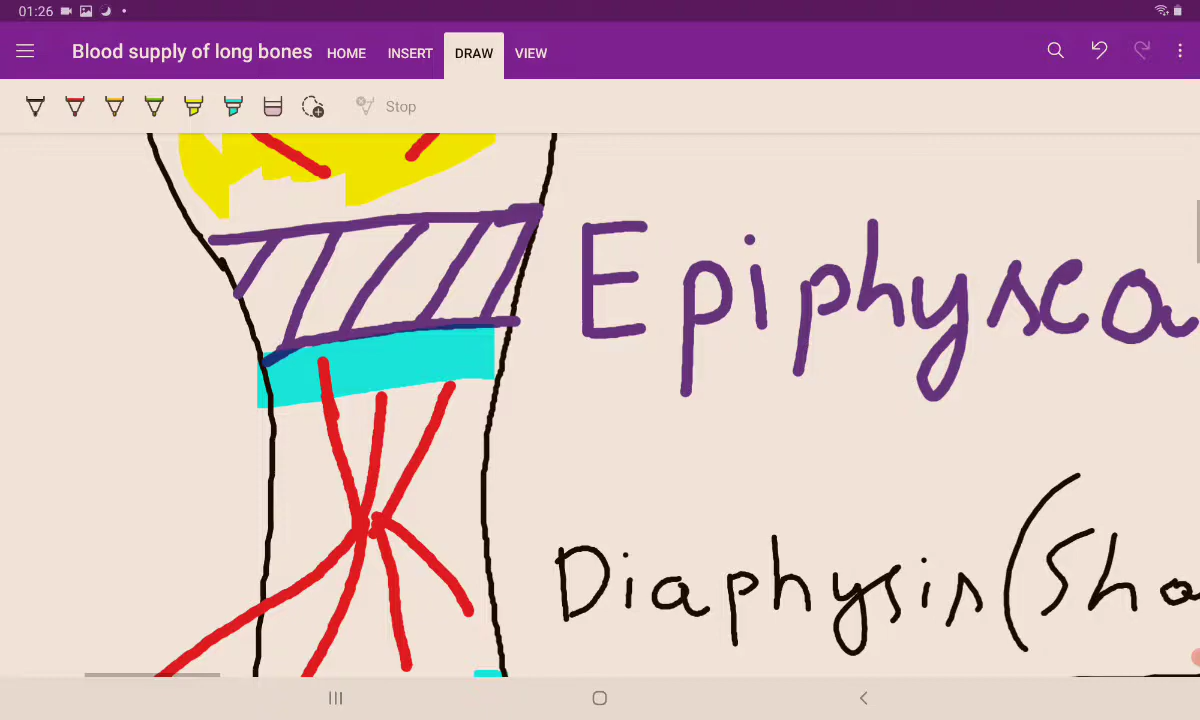 01:26
Blood supply of long bones HOME INSERT DRAW VIEW
Stop
Epiphysea
Diaphysis (Sha